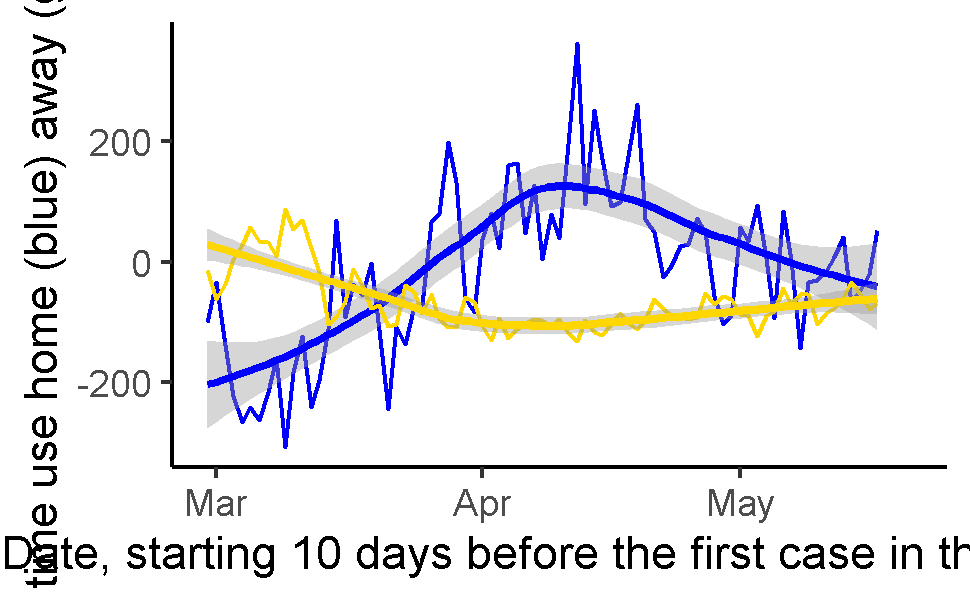 time use home (blue) away (
200
0
-200
Mar Apr May
Date, starting 10 days before the first case in th